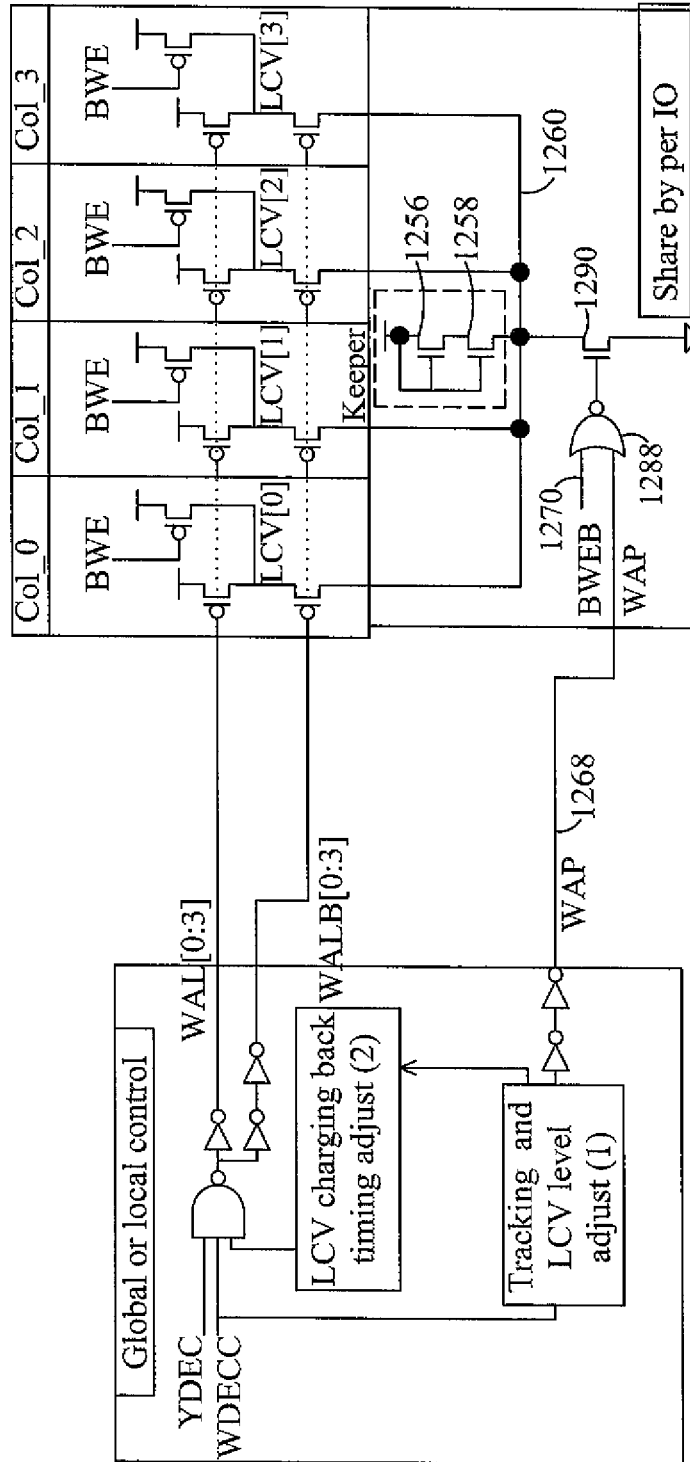 Global or local control
YDEC
WDECC
LCV charging back
timing adjust (2)
Tracking and
LCV level
adjust (1)
WAL[0:3]
WALB[0:3]
WAP
1268
Col_0
Col_1
Col_2
Col_3
BWE
BWE
BWE
BWE
LCV[0]
LCV[1]
LCV[2]
LCV[3]
Keeper
1256
1258
1260
1270
BWEB
WAP
1288
1290
Share by per IO